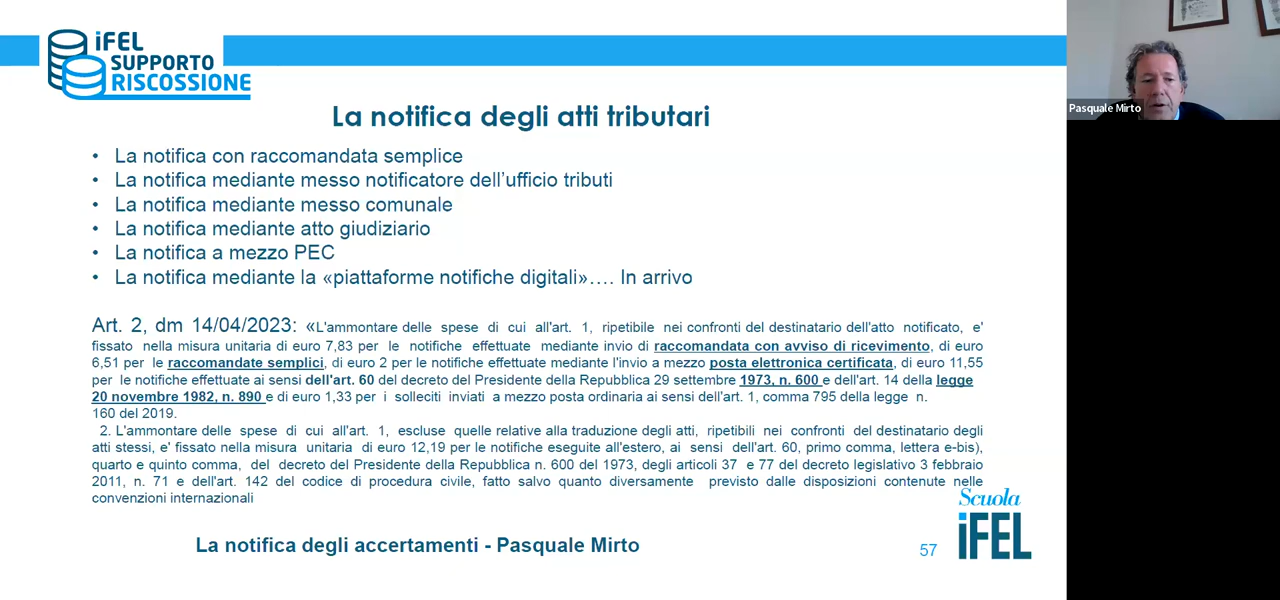 iFEL
SUPPORTO
RISCOSSIONE
Pasquale Mirto
La notifica degli atti tributari
• La notifica con raccomandata semplice
• La notifica mediante messo notificatore dell'ufficio tributi
• La notifica mediante messo comunale
• La notifica mediante atto giudiziario
• La notifica a mezzo PEC
• La notifica mediante la «piattaforme notifiche digitali»…. In arrivo
Art. 2, dm 14/04/2023: «L'ammontare delle spese di cui all'art. 1, ripetibile nei confronti del destinatario dell'atto notificato, e'
fissato nella misura unitaria di euro 7,83 per le notifiche effettuate mediante invio di raccomandata con avviso di ricevimento, di euro
6,51 per le raccomandate semplici, di euro 2 per le notifiche effettuate mediante l'invio a mezzo posta elettronica certificata, di euro 11,55
per le notifiche effettuate ai sensi dell'art. 60 del decreto del Presidente della Repubblica 29 settembre 1973, n. 600 e dell'art. 14 della legge
20 novembre 1982, n. 890 e di euro 1,33 per i solleciti inviati a mezzo posta ordinaria ai sensi dell'art. 1, comma 795 della legge n.
160 del 2019.
2. L'ammontare delle spese di cui all'art. 1, escluse quelle relative alla traduzione degli atti, ripetibili nei confronti del destinatario degli
atti stessi, e' fissato nella misura unitaria di euro 12,19 per le notifiche eseguite all'estero, ai sensi dell'art. 60, primo comma, lettera e-bis),
quarto e quinto comma, del decreto del Presidente della Repubblica n. 600 del 1973, degli articoli 37 e 77 del decreto legislativo 3 febbraio
2011, n. 71 e dell'art. 142 del codice di procedura civile, fatto salvo quanto diversamente previsto dalle disposizioni contenute nelle
convenzioni internazionali
Scuola
iFEL
La notifica degli accertamenti - Pasquale Mirto
57